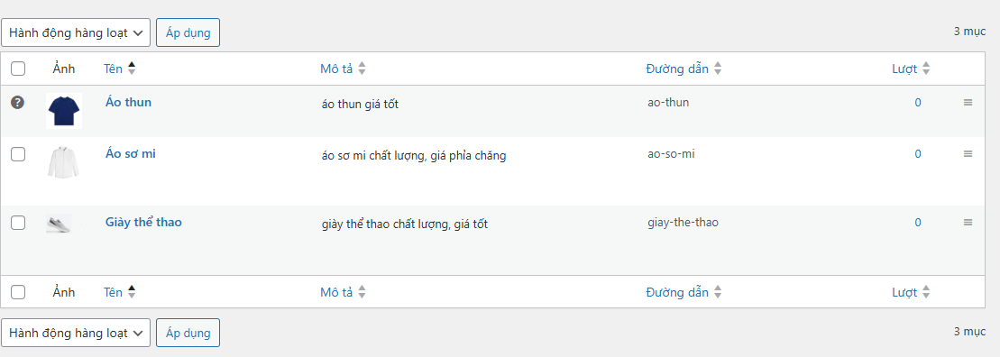 Hành động hàng loạt Áp dụng 3 mục
Ảnh Tên Mô tả Đường dẫn Lượt
? Áo thun áo thun giá tốt ao-thun 0
Áo sơ mi áo sơ mi chất lượng, giá phỉa chăng ao-so-mi 0
Giày thể thao giày thể thao chất lượng, giá tốt giay-the-thao 0
Ảnh Tên Mô tả Đường dẫn Lượt
Hành động hàng loạt Áp dụng 3 mục